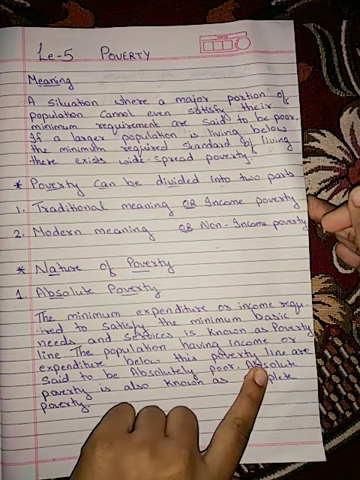 Le-5 POVERTY
Meaning
A situation where a major portion of
population cannot even satisfy their
minimum requirement are said to be poor.
If a larger population is living below
the minimum required standard of living
there exists wide-spread poverty.
* Poverty can be divided into two parts
1. Traditional meaning OR Income poverty
2. Modern meaning OR Non-Income poverty
* Nature of Poverty
1. Absolute Poverty
The minimum expenditure or income requ-
ired to satisfy the minimum basic
needs and services is known as Poverty
line. The population having income or
expenditure below this poverty line are
said to be Absolutely poor. Absolute
poverty is also known as
poverty.